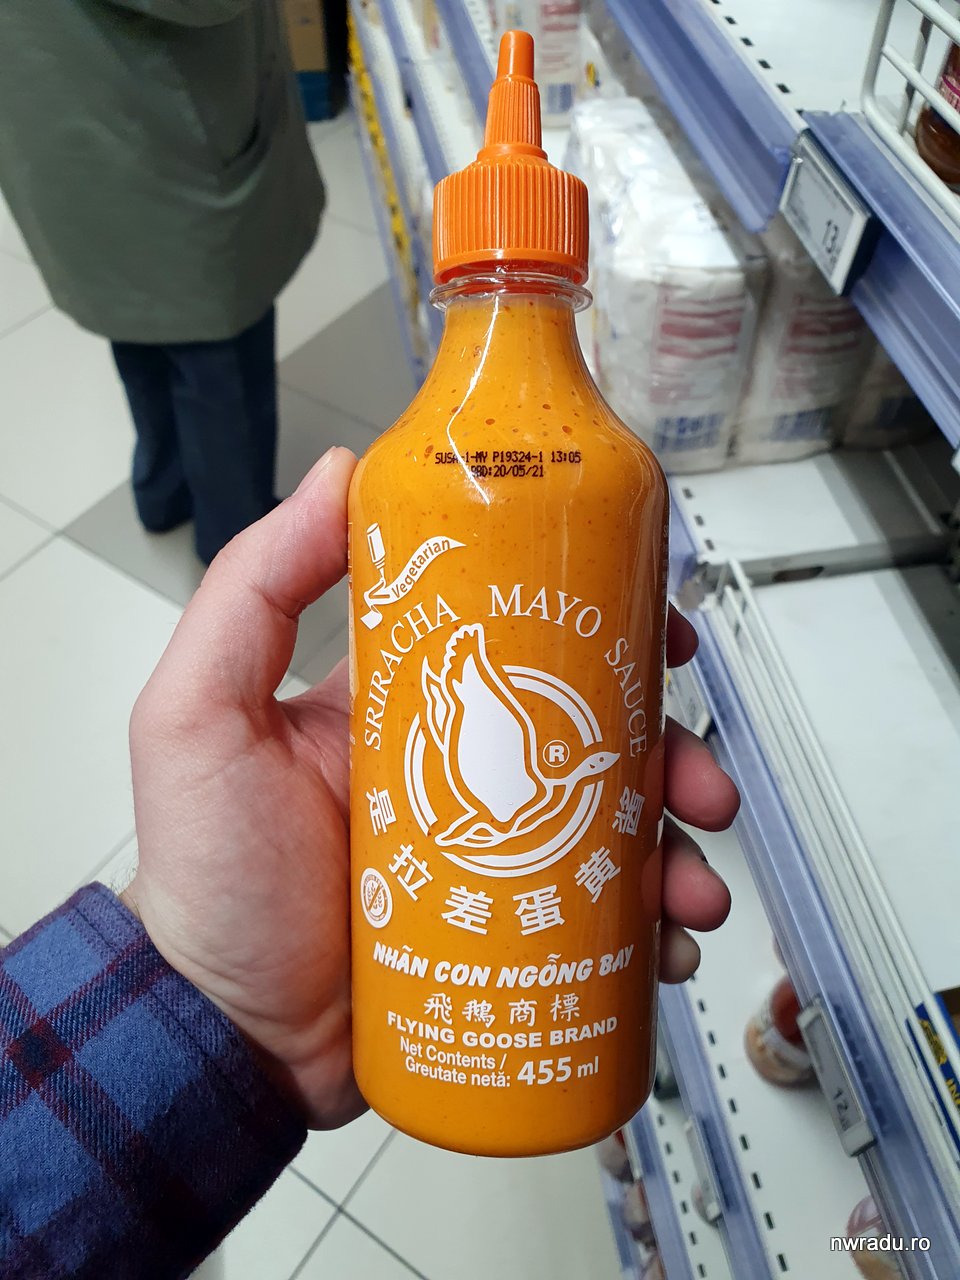 SUSA-1-MY P19324-1 13:05
BBD:20/05/21
Vegetarian
SRIRACHA MAYO SAUCE
®
是拉差蛋黃醬
NHÃN CON NGỖNG BAY
飛鵝商標
FLYING GOOSE BRAND
Net Contents /
Greutate netă: 455 ml
13
12
nwradu.ro